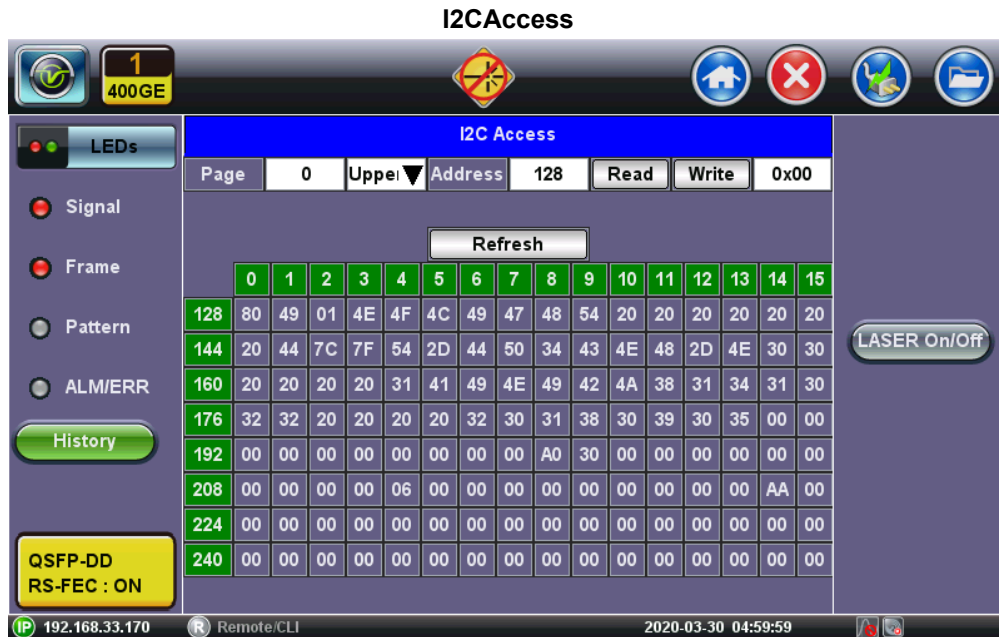 I2CAccess
1
400GE
LEDs
I2C Access
Page 0 Upper Address 128 Read Write 0x00
Signal
Refresh
Frame
0 1 2 3 4 5 6 7 8 9 10 11 12 13 14 15
128 80 49 01 4E 4F 4C 49 47 48 54 20 20 20 20 20 20
Pattern
144 20 44 7C 7F 54 2D 44 50 34 43 4E 48 2D 4E 30 30
LASER On/Off
160 20 20 20 20 31 41 49 4E 49 42 4A 38 31 34 31 30
ALM/ERR
176 32 32 20 20 20 20 32 30 31 38 30 39 30 35 00 00
History
192 00 00 00 00 00 00 00 00 A0 30 00 00 00 00 00 00
208 00 00 00 00 06 00 00 00 00 00 00 00 00 00 AA 00
224 00 00 00 00 00 00 00 00 00 00 00 00 00 00 00 00
240 00 00 00 00 00 00 00 00 00 00 00 00 00 00 00 00
QSFP-DD
RS-FEC : ON
IP 192.168.33.170 R Remote/CLI 2020-03-30 04:59:59